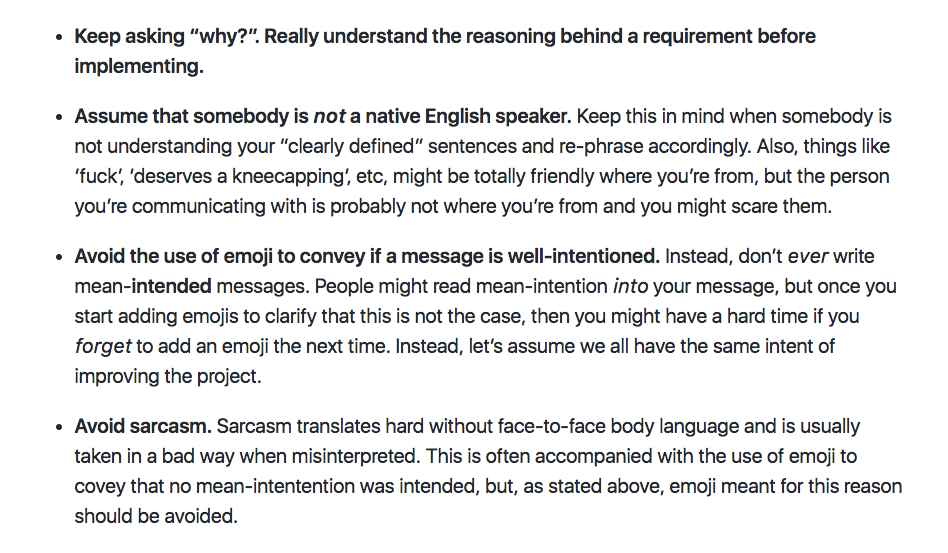 • Keep asking “why?”. Really understand the reasoning behind a requirement before
implementing.
• Assume that somebody is not a native English speaker. Keep this in mind when somebody is
not understanding your “clearly defined” sentences and re-phrase accordingly. Also, things like
‘fuck’, ‘deserves a kneecapping’, etc, might be totally friendly where you’re from, but the person
you’re communicating with is probably not where you’re from and you might scare them.
• Avoid the use of emoji to convey if a message is well-intentioned. Instead, don’t ever write
mean-intended messages. People might read mean-intention into your message, but once you
start adding emojis to clarify that this is not the case, then you might have a hard time if you
forget to add an emoji the next time. Instead, let’s assume we all have the same intent of
improving the project.
• Avoid sarcasm. Sarcasm translates hard without face-to-face body language and is usually
taken in a bad way when misinterpreted. This is often accompanied with the use of emoji to
covey that no mean-intentention was intended, but, as stated above, emoji meant for this reason
should be avoided.